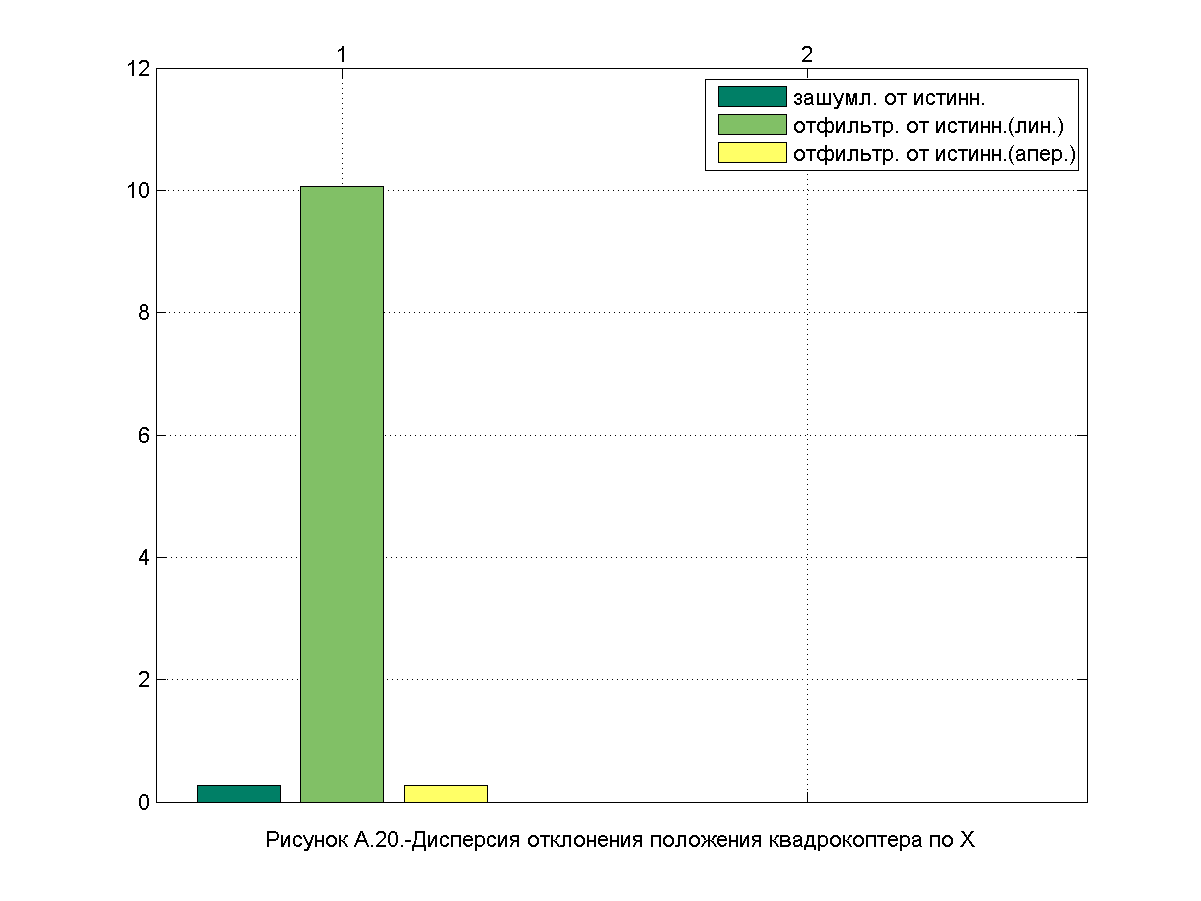 1 2
12
зашумл. от истинн.
отфильтр. от истинн.(лин.)
отфильтр. от истинн.(апер.)
10
8
6
4
2
0
Рисунок А.20.-Дисперсия отклонения положения квадрокоптера по X